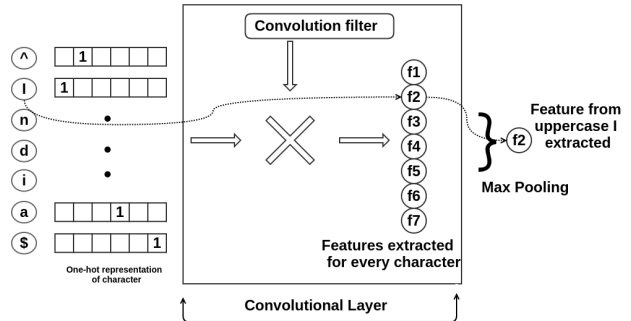 Convolution filter
^
1
I
1
n
d
i
a
1
$
1
One-hot representation
of character
f1
f2
f3
f4
f5
f6
f7
Features extracted
for every character
}
f2
Feature from
uppercase I
extracted
Max Pooling
Convolutional Layer